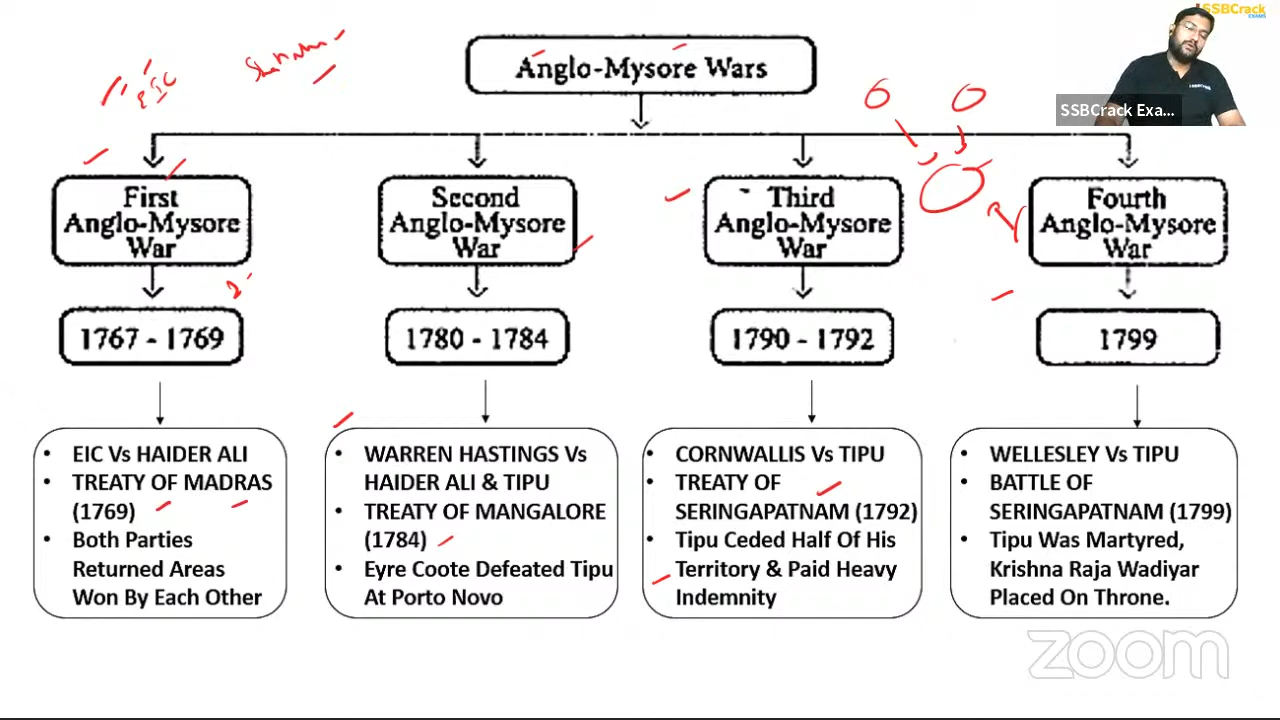 SSBCrack
EXAMS
SSBCrack Exa...
Anglo-Mysore Wars
First
Anglo-Mysore
War
1767 - 1769
• EIC Vs HAIDER ALI
• TREATY OF MADRAS
(1769)
• Both Parties
Returned Areas
Won By Each Other
Second
Anglo-Mysore
War
1780 - 1784
• WARREN HASTINGS Vs
HAIDER ALI & TIPU
• TREATY OF MANGALORE
(1784)
• Eyre Coote Defeated Tipu
At Porto Novo
Third
Anglo-Mysore
War
1790 - 1792
• CORNWALLIS Vs TIPU
• TREATY OF
SERINGAPATNAM (1792)
• Tipu Ceded Half Of His
Territory & Paid Heavy
Indemnity
Fourth
Anglo-Mysore
War
1799
• WELLESLEY Vs TIPU
• BATTLE OF
SERINGAPATNAM (1799)
• Tipu Was Martyred,
Krishna Raja Wadiyar
Placed On Throne.
zoom